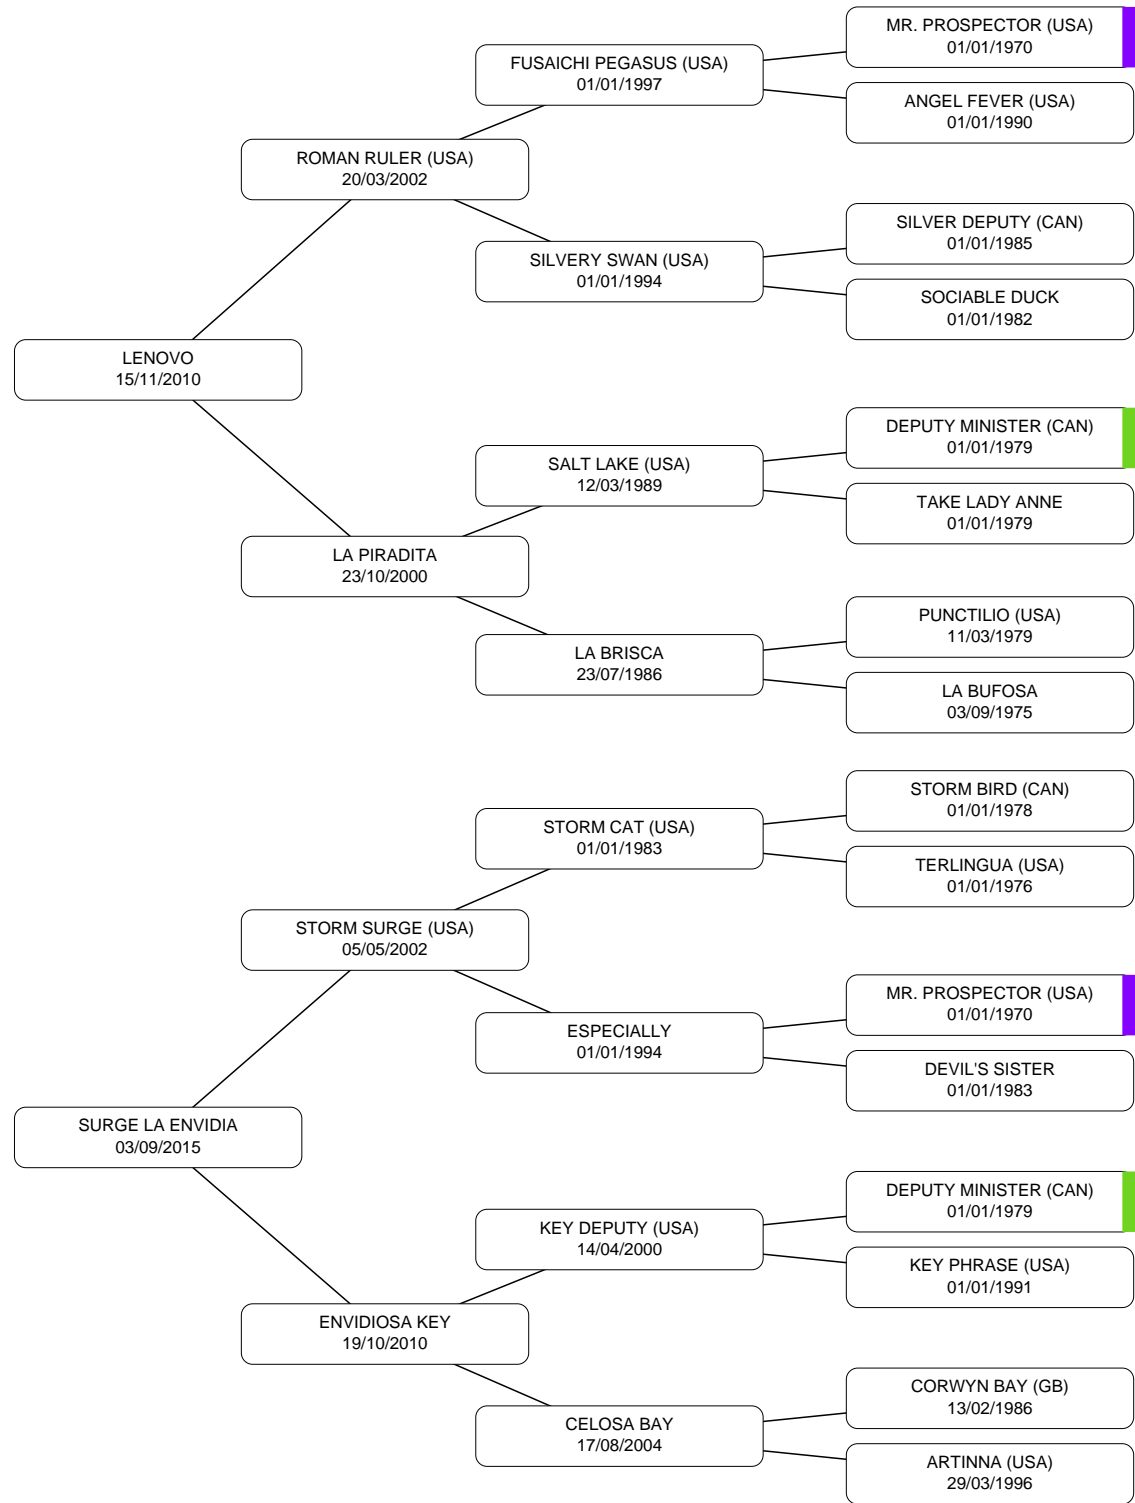 MR. PROSPECTOR (USA)
01/01/1970
FUSAICHI PEGASUS (USA)
01/01/1997
ANGEL FEVER (USA)
01/01/1990
ROMAN RULER (USA)
20/03/2002
SILVER DEPUTY (CAN)
01/01/1985
SILVERY SWAN (USA)
01/01/1994
SOCIABLE DUCK
01/01/1982
LENOVO
15/11/2010
DEPUTY MINISTER (CAN)
01/01/1979
SALT LAKE (USA)
12/03/1989
TAKE LADY ANNE
01/01/1979
LA PIRADITA
23/10/2000
PUNCTILIO (USA)
11/03/1979
LA BRISCA
23/07/1986
LA BUFOSA
03/09/1975
STORM BIRD (CAN)
01/01/1978
STORM CAT (USA)
01/01/1983
TERLINGUA (USA)
01/01/1976
STORM SURGE (USA)
05/05/2002
MR. PROSPECTOR (USA)
01/01/1970
ESPECIALLY
01/01/1994
DEVIL'S SISTER
01/01/1983
SURGE LA ENVIDIA
03/09/2015
DEPUTY MINISTER (CAN)
01/01/1979
KEY DEPUTY (USA)
14/04/2000
KEY PHRASE (USA)
01/01/1991
ENVIDIOSA KEY
19/10/2010
CORWYN BAY (GB)
13/02/1986
CELOSA BAY
17/08/2004
ARTINNA (USA)
29/03/1996